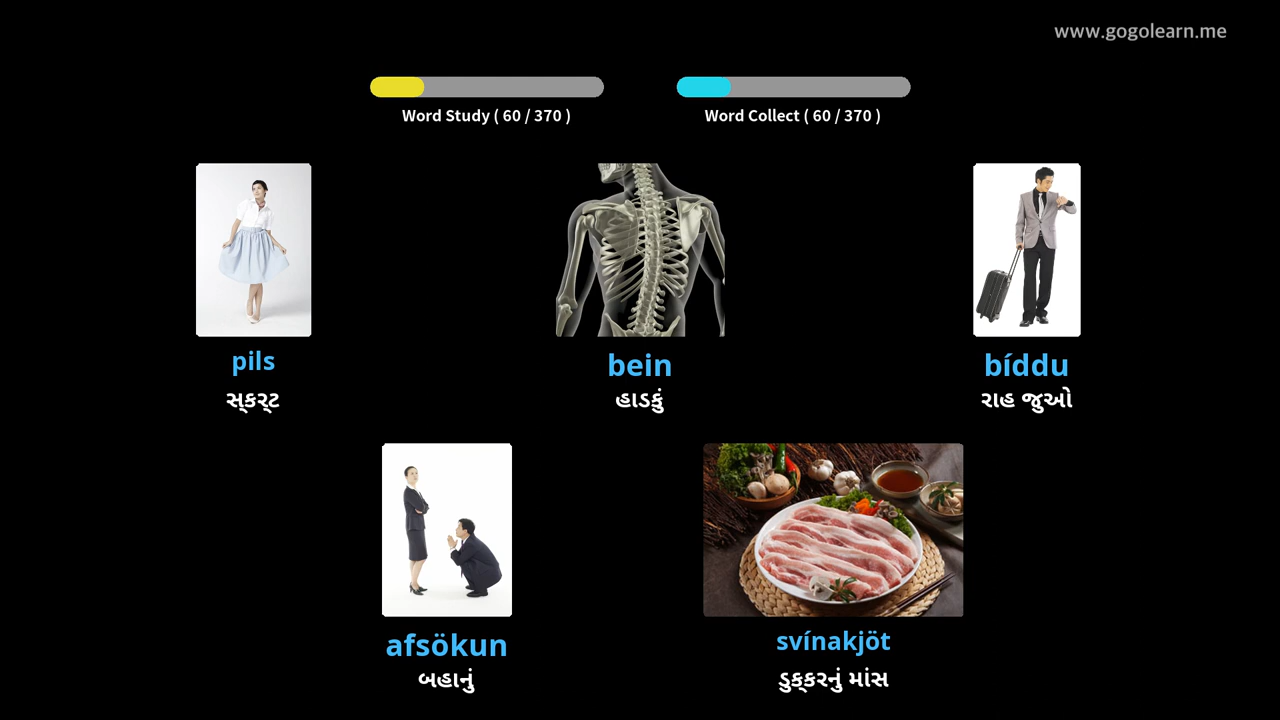 www.gogolearn.me
Word Study ( 60 / 370 )
Word Collect ( 60 / 370 )
pils
સ્કર્ટ
bein
હાડકું
bíddu
રાહ જુઓ
afsökun
બહાનું
svínakjöt
ડુક્કરનું માંસ